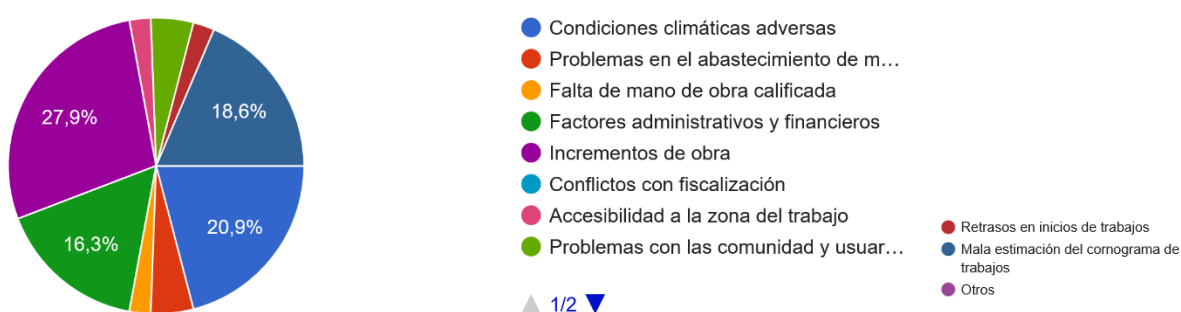 27,9%
18,6%
20,9%
16,3%
Condiciones climáticas adversas
Problemas en el abastecimiento de m…
Falta de mano de obra calificada
Factores administrativos y financieros
Incrementos de obra
Conflictos con fiscalización
Accesibilidad a la zona del trabajo
Problemas con las comunidad y usuar…
1/2
Retrasos en inicios de trabajos
Mala estimación del cornograma de
trabajos
Otros